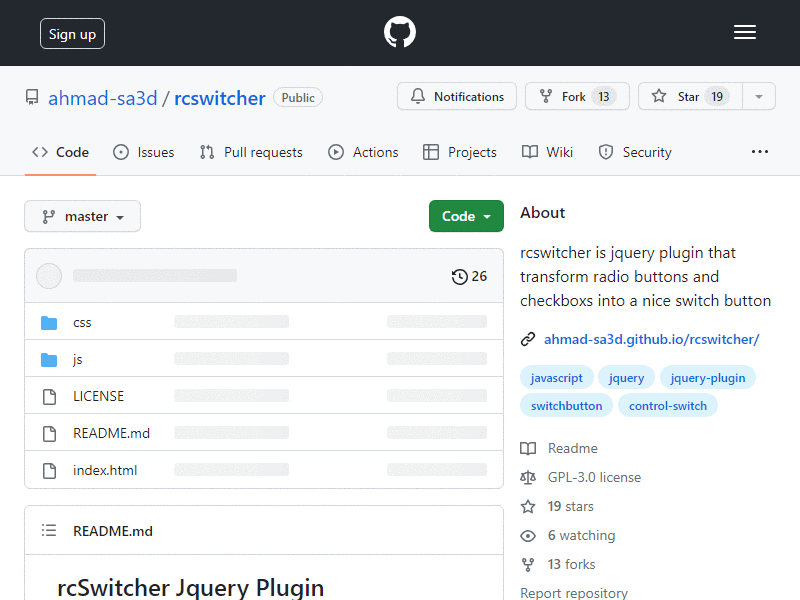 Sign up
ahmad-sa3d / rcswitcher Public
Notifications
Fork 13
Star 19
Code
Issues
Pull requests
Actions
Projects
Wiki
Security
master
Code
26
css
js
LICENSE
README.md
index.html
README.md
rcSwitcher Jquery Plugin
About
rcswitcher is jquery plugin that
transform radio buttons and
checkboxs into a nice switch button
ahmad-sa3d.github.io/rcswitcher/
javascript jquery jquery-plugin
switchbutton control-switch
Readme
GPL-3.0 license
19 stars
6 watching
13 forks
Report repository